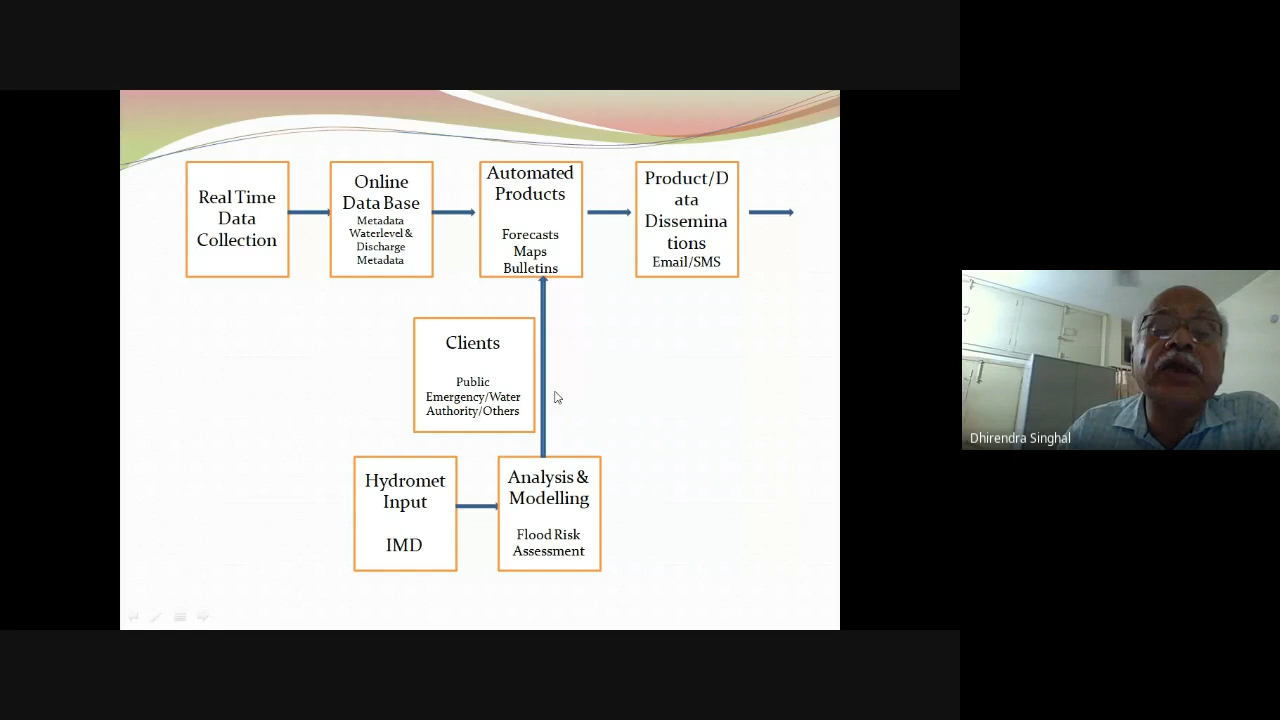 Real Time
Data
Collection
Online
Data Base
Metadata
Waterlevel &
Discharge
Metadata
Automated
Products
Forecasts
Maps
Bulletins
Product/D
ata
Dissemina
tions
Email/SMS
Clients
Public
Emergency/Water
Authority/Others
Hydromet
Input
IMD
Analysis &
Modelling
Flood Risk
Assessment
Dhirendra Singhal